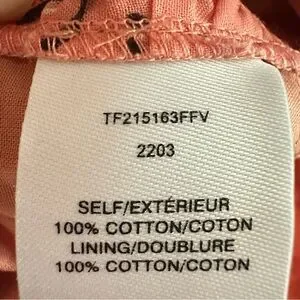 TF215163FFV
2203
SELF/EXTÉRIEUR
100% COTTON/COTON
LINING/DOUBLURE
100% COTTON/COTON